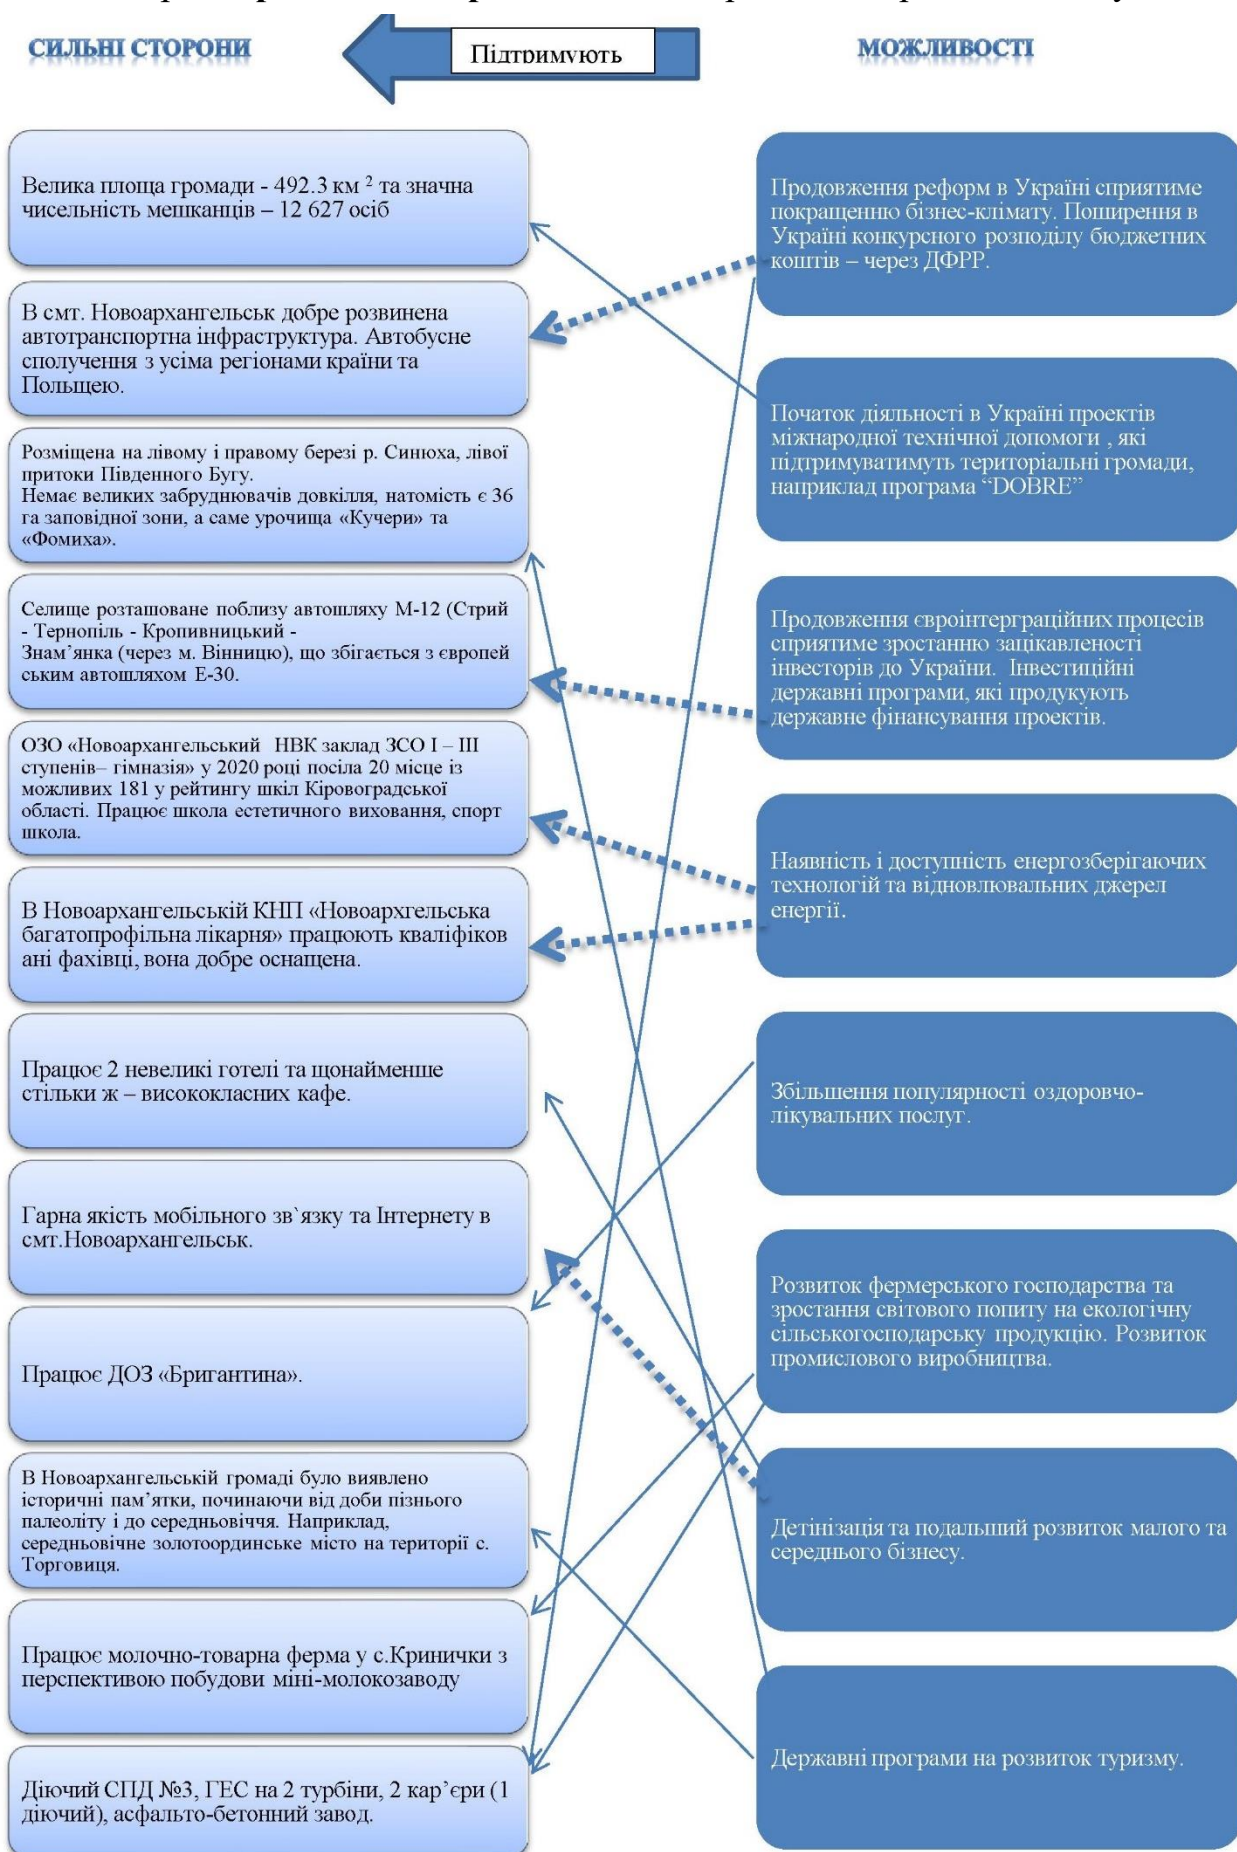 СИЛЬНІ СТОРОНИ
Підтримують
МОЖЛИВОСТІ
Велика площа громади - 492.3 км ² та значна
чисельність мешканців – 12 627 осіб
В смт. Новоархангельськ добре розвинена
автотранспортна інфраструктура. Автобусне
сполучення з усіма регіонами країни та
Польщею.
Розміщена на лівому і правому березі р. Синюха, лівої
притоки Південного Бугу.
Немає великих забруднювачів довкілля, натомість є 36
га заповідної зони, а саме урочища «Кучери» та
«Фомиха».
Селище розташоване поблизу автошляху М-12 (Стрий
- Тернопіль - Кропивницький -
Знам’янка (через м. Вінницю), що збігається з європей
ським автошляхом Е-30.
ОЗО «Новоархангельський НВК заклад ЗСО І – ІІІ
ступенів– гімназія» у 2020 році посіла 20 місце із
можливих 181 у рейтингу шкіл Кіровоградської
області. Працює школа естетичного виховання, спорт
школа.
В Новоархангельській КНП «Новоархгельська
багатопрофільна лікарня» працюють кваліфіков
ані фахівці, вона добре оснащена.
Працює 2 невеликі готелі та щонайменше
стільки ж – висококласних кафе.
Гарна якість мобільного зв`язку та Інтернету в
смт.Новоархангельськ.
Працює ДОЗ «Бригантина».
В Новоархангельській громаді було виявлено
історичні пам’ятки, починаючи від доби пізнього
палеоліту і до середньовіччя. Наприклад,
середньовічне золотоординське місто на території с.
Торговиця.
Працює молочно-товарна ферма у с.Кринички з
перспективою побудови міні-молокозаводу
Діючий СПД №3, ГЕС на 2 турбіни, 2 кар’єри (1
діючий), асфальто-бетонний завод.
Продовження реформ в Україні сприятиме
покращенню бізнес-клімату. Поширення в
Україні конкурсного розподілу бюджетних
коштів – через ДФРР.
Початок діяльності в Україні проектів
міжнародної технічної допомоги , які
підтримуватимуть територіальні громади,
наприклад програма “DOBRE”
Продовження євроінтерграційних процесів
сприятиме зростанню зацікавленості
інвесторів до України. Інвестиційні
державні програми, які продукують
державне фінансування проектів.
Наявність і доступність енергозберігаючих
технологій та відновлювальних джерел
енергії.
Збільшення популярності оздоровчо-
лікувальних послуг.
Розвиток фермерського господарства та
зростання світового попиту на екологічну
сільськогосподарську продукцію. Розвиток
промислового виробництва.
Детінізація та подальший розвиток малого та
середнього бізнесу.
Державні програми на розвиток туризму.